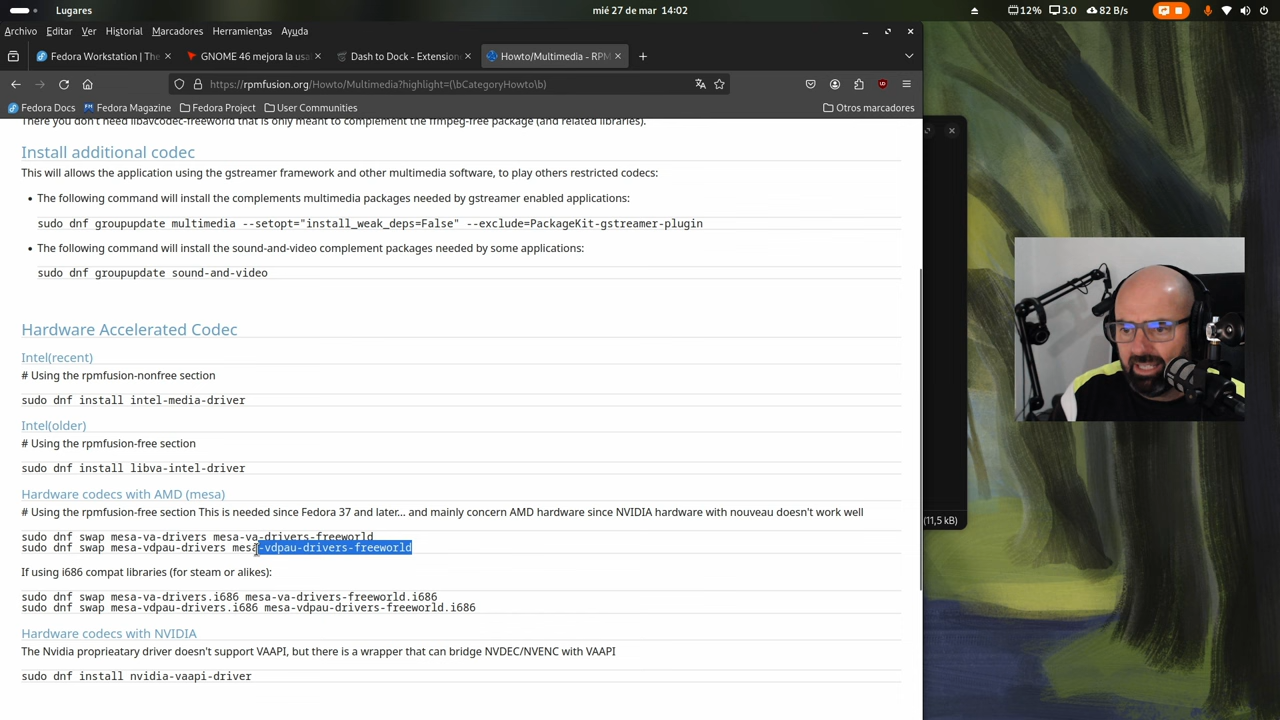 Lugares
mié 27 de mar 14:02
12%
3.0
82 B/s
Archivo Editar Ver Historial Marcadores Herramientas Ayuda
Fedora Workstation | The
GNOME 46 mejora la usa
Dash to Dock - Extension
Howto/Multimedia - RPM
https://rpmfusion.org/Howto/Multimedia?highlight=(\bCategoryHowto\b)
Fedora Docs Fedora Magazine Fedora Project User Communities Otros marcadores
There you don't need libavcodec-freeworld that is only meant to complement the ffmpeg-free package (and related libraries).
Install additional codec
This will allows the application using the gstreamer framework and other multimedia software, to play others restricted codecs:
• The following command will install the complements multimedia packages needed by gstreamer enabled applications:
sudo dnf groupupdate multimedia --setopt="install_weak_deps=False" --exclude=PackageKit-gstreamer-plugin
• The following command will install the sound-and-video complement packages needed by some applications:
sudo dnf groupupdate sound-and-video
Hardware Accelerated Codec
Intel(recent)
# Using the rpmfusion-nonfree section
sudo dnf install intel-media-driver
Intel(older)
# Using the rpmfusion-free section
sudo dnf install libva-intel-driver
Hardware codecs with AMD (mesa)
# Using the rpmfusion-free section This is needed since Fedora 37 and later... and mainly concern AMD hardware since NVIDIA hardware with nouveau doesn't work well
sudo dnf swap mesa-va-drivers mesa-va-drivers-freeworld
sudo dnf swap mesa-vdpau-drivers mesa-vdpau-drivers-freeworld
(11,5 kB)
If using i686 compat libraries (for steam or alikes):
sudo dnf swap mesa-va-drivers.i686 mesa-va-drivers-freeworld.i686
sudo dnf swap mesa-vdpau-drivers.i686 mesa-vdpau-drivers-freeworld.i686
Hardware codecs with NVIDIA
The Nvidia proprieatary driver doesn't support VAAPI, but there is a wrapper that can bridge NVDEC/NVENC with VAAPI
sudo dnf install nvidia-vaapi-driver